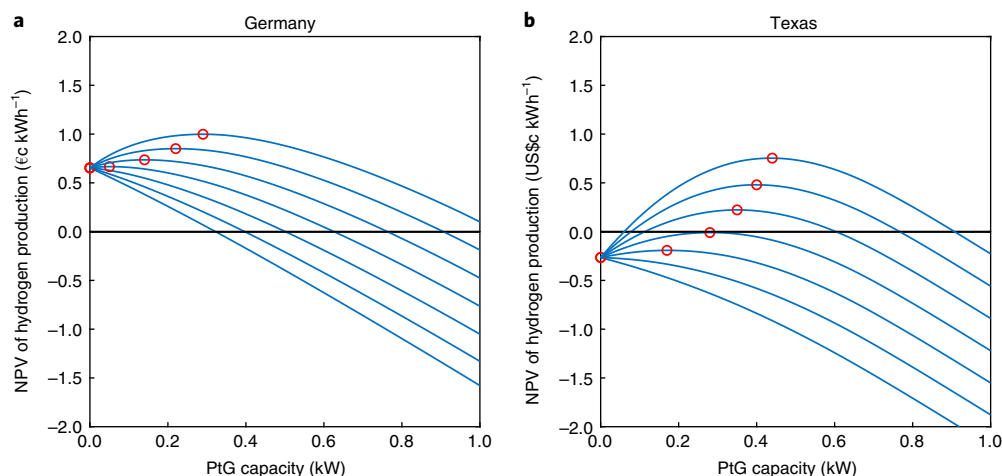 a
Germany
NPV of hydrogen production (€c kWh⁻¹)
2.0
1.5
1.0
0.5
0.0
−0.5
−1.0
−1.5
−2.0
0.0 0.2 0.4 0.6 0.8 1.0
PtG capacity (kW)
b
Texas
NPV of hydrogen production (US$c kWh⁻¹)
2.0
1.5
1.0
0.5
0.0
−0.5
−1.0
−1.5
−2.0
0.0 0.2 0.4 0.6 0.8 1.0
PtG capacity (kW)